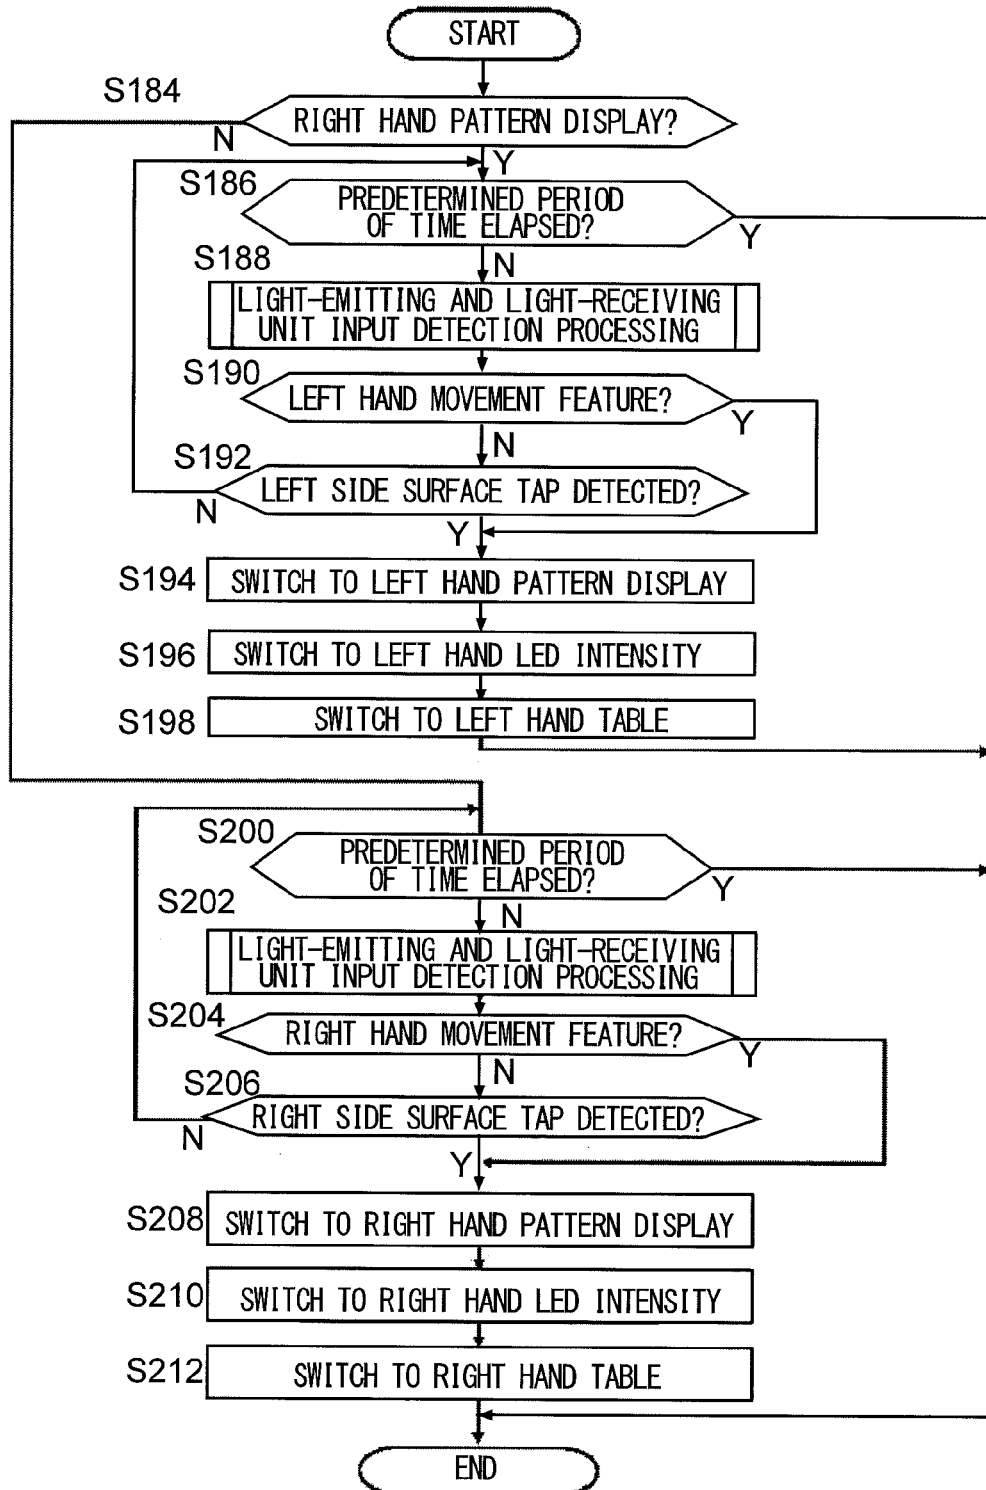 START
S184
RIGHT HAND PATTERN DISPLAY?
N
Y
S186
PREDETERMINED PERIOD
OF TIME ELAPSED?
Y
N
S188
LIGHT-EMITTING AND LIGHT-RECEIVING
UNIT INPUT DETECTION PROCESSING
S190
LEFT HAND MOVEMENT FEATURE?
Y
N
S192
LEFT SIDE SURFACE TAP DETECTED?
N
Y
S194
SWITCH TO LEFT HAND PATTERN DISPLAY
S196
SWITCH TO LEFT HAND LED INTENSITY
S198
SWITCH TO LEFT HAND TABLE
S200
PREDETERMINED PERIOD
OF TIME ELAPSED?
Y
N
S202
LIGHT-EMITTING AND LIGHT-RECEIVING
UNIT INPUT DETECTION PROCESSING
S204
RIGHT HAND MOVEMENT FEATURE?
Y
N
S206
RIGHT SIDE SURFACE TAP DETECTED?
N
Y
S208
SWITCH TO RIGHT HAND PATTERN DISPLAY
S210
SWITCH TO RIGHT HAND LED INTENSITY
S212
SWITCH TO RIGHT HAND TABLE
END